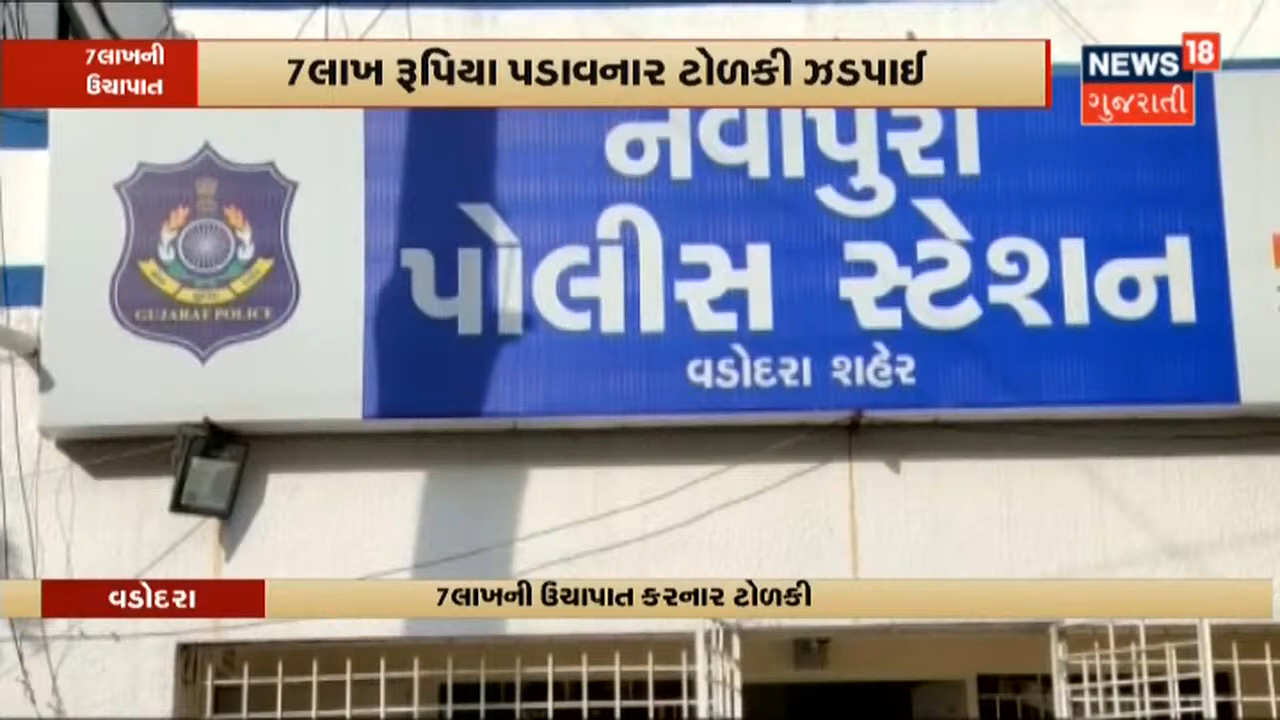 7લાખની
ઉચાપાત
7લાખ રૂપિયા પડાવનાર ટોળકી ઝડપાઈ
NEWS 18
ગુજરાતી
નવાપુરા
પોલીસ સ્ટેશન
વડોદરા શહેર
GUJARAT POLICE
વડોદરા
7લાખની ઉચાપાત કરનાર ટોળકી